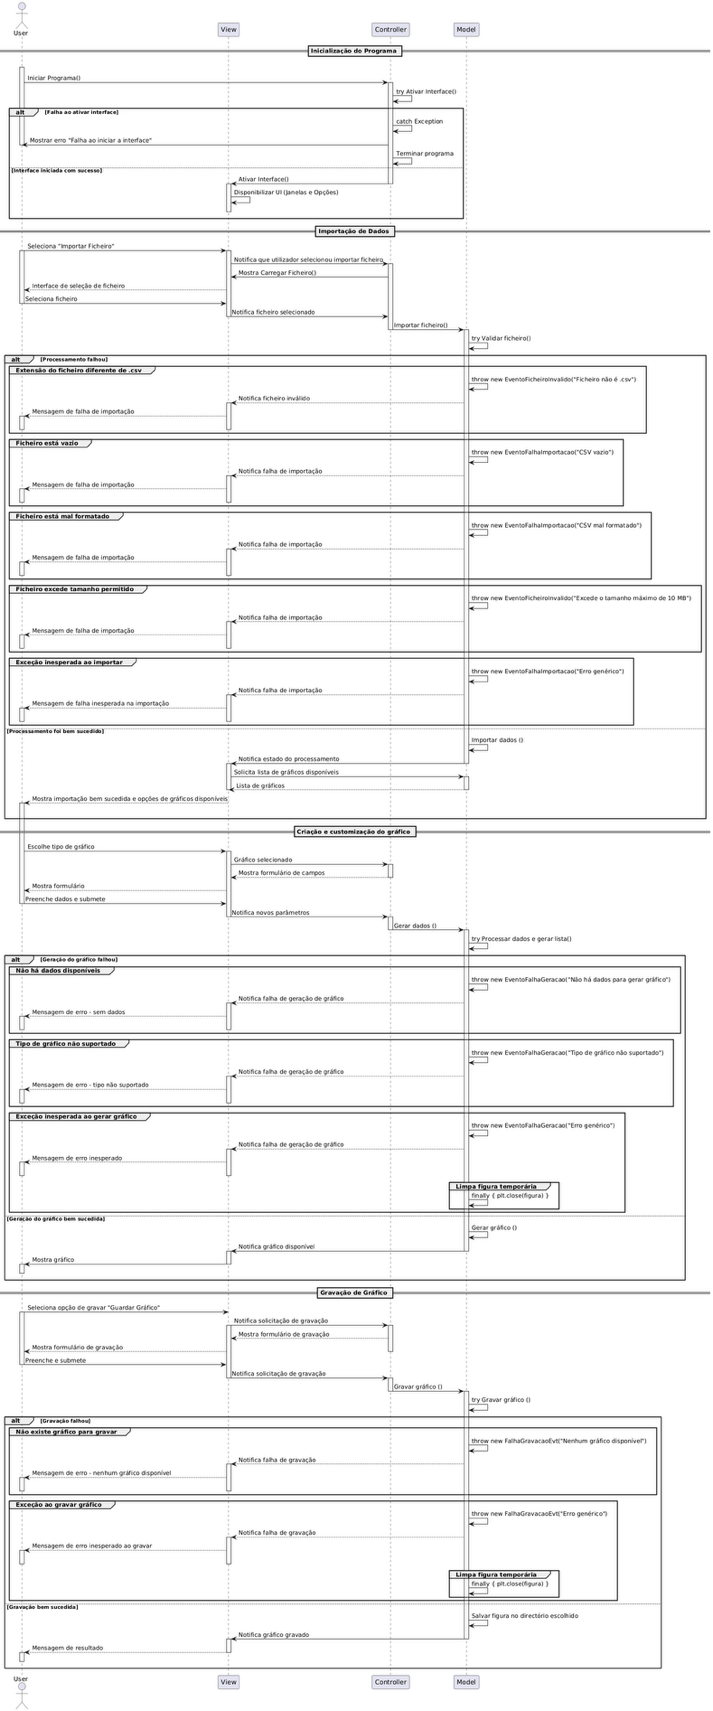 User
View
Controller
Model
Inicialização do Programa
Iniciar Programa()
try Ativar Interface()
alt
[Falha ao ativar interface]
catch Exception
Mostrar erro "Falha ao iniciar a interface"
Terminar programa
[Interface iniciada com sucesso]
Ativar Interface()
Disponibilizar UI (Janelas e Opções)
Importação de Dados
Seleciona "Importar Ficheiro"
Notifica que utilizador selecionou importar ficheiro
Mostra Carregar Ficheiro()
Interface de seleção de ficheiro
Seleciona ficheiro
Notifica ficheiro selecionado
Importar ficheiro()
try Validar ficheiro()
alt
[Processamento falhou]
Extensão do ficheiro diferente de .csv
throw new EventoFicheiroInvalido("Ficheiro não é .csv")
Notifica ficheiro inválido
Mensagem de falha de importação
Ficheiro está vazio
throw new EventoFalhaImportacao("CSV vazio")
Notifica falha de importação
Mensagem de falha de importação
Ficheiro está mal formatado
throw new EventoFalhaImportacao("CSV mal formatado")
Notifica falha de importação
Mensagem de falha de importação
Ficheiro excede tamanho permitido
throw new EventoFicheiroInvalido("Excede o tamanho máximo de 10 MB")
Notifica falha de importação
Mensagem de falha de importação
Exceção inesperada ao importar
throw new EventoFalhaImportacao("Erro genérico")
Notifica falha de importação
Mensagem de falha inesperada na importação
[Processamento foi bem sucedido]
Importar dados ()
Notifica estado do processamento
Solicita lista de gráficos disponíveis
Lista de gráficos
Mostra importação bem sucedida e opções de gráficos disponíveis
Criação e customização do gráfico
Escolhe tipo de gráfico
Gráfico selecionado
Mostra formulário de campos
Mostra formulário
Preenche dados e submete
Notifica novos parâmetros
Gerar dados ()
try Processar dados e gerar lista()
alt
[Geração do gráfico falhou]
Não há dados disponíveis
throw new EventoFalhaGeracao("Não há dados para gerar gráfico")
Notifica falha de geração de gráfico
Mensagem de erro - sem dados
Tipo de gráfico não suportado
throw new EventoFalhaGeracao("Tipo de gráfico não suportado")
Notifica falha de geração de gráfico
Mensagem de erro - tipo não suportado
Exceção inesperada ao gerar gráfico
throw new EventoFalhaGeracao("Erro genérico")
Notifica falha de geração de gráfico
Mensagem de erro inesperado
Limpa figura temporária
finally { plt.close(figura) }
[Geração do gráfico bem sucedida]
Gerar gráfico ()
Notifica gráfico disponível
Mostra gráfico
Gravação de Gráfico
Seleciona opção de gravar "Guardar Gráfico"
Notifica solicitação de gravação
Mostra formulário de gravação
Mostra formulário de gravação
Preenche e submete
Notifica solicitação de gravação
Gravar gráfico ()
try Gravar gráfico ()
alt
[Gravação falhou]
Não existe gráfico para gravar
throw new FalhaGravacaoEvt("Nenhum gráfico disponível")
Notifica falha de gravação
Mensagem de erro - nenhum gráfico disponível
Exceção ao gravar gráfico
throw new FalhaGravacaoEvt("Erro genérico")
Notifica falha de gravação
Mensagem de erro inesperado ao gravar
Limpa figura temporária
finally { plt.close(figura) }
[Gravação bem sucedida]
Salvar figura no directório escolhido
Notifica gráfico gravado
Mensagem de resultado
User
View
Controller
Model